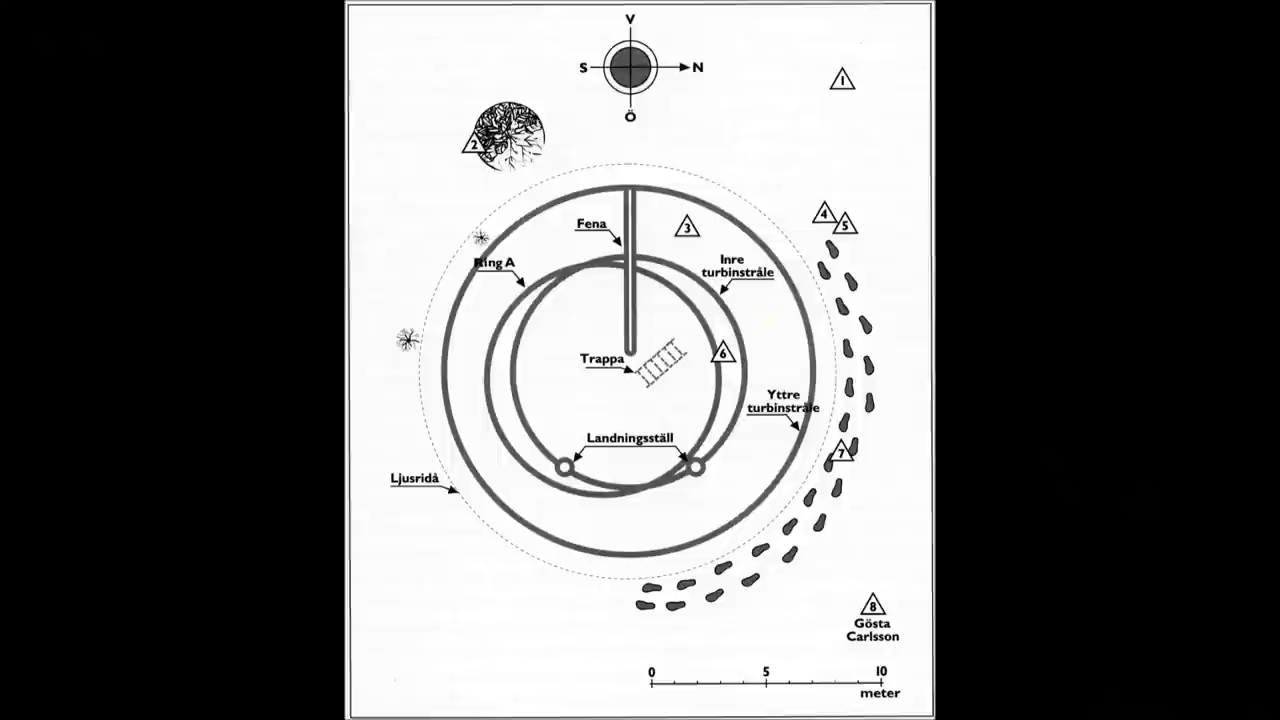 V
S
N
Ö
1
2
4
5
Fena
3
Ring A
Inre
turbinstråle
6
Trappa
Yttre
turbinstråle
Landningsställ
7
Ljusridå
8
Gösta
Carlsson
0 5 10
meter